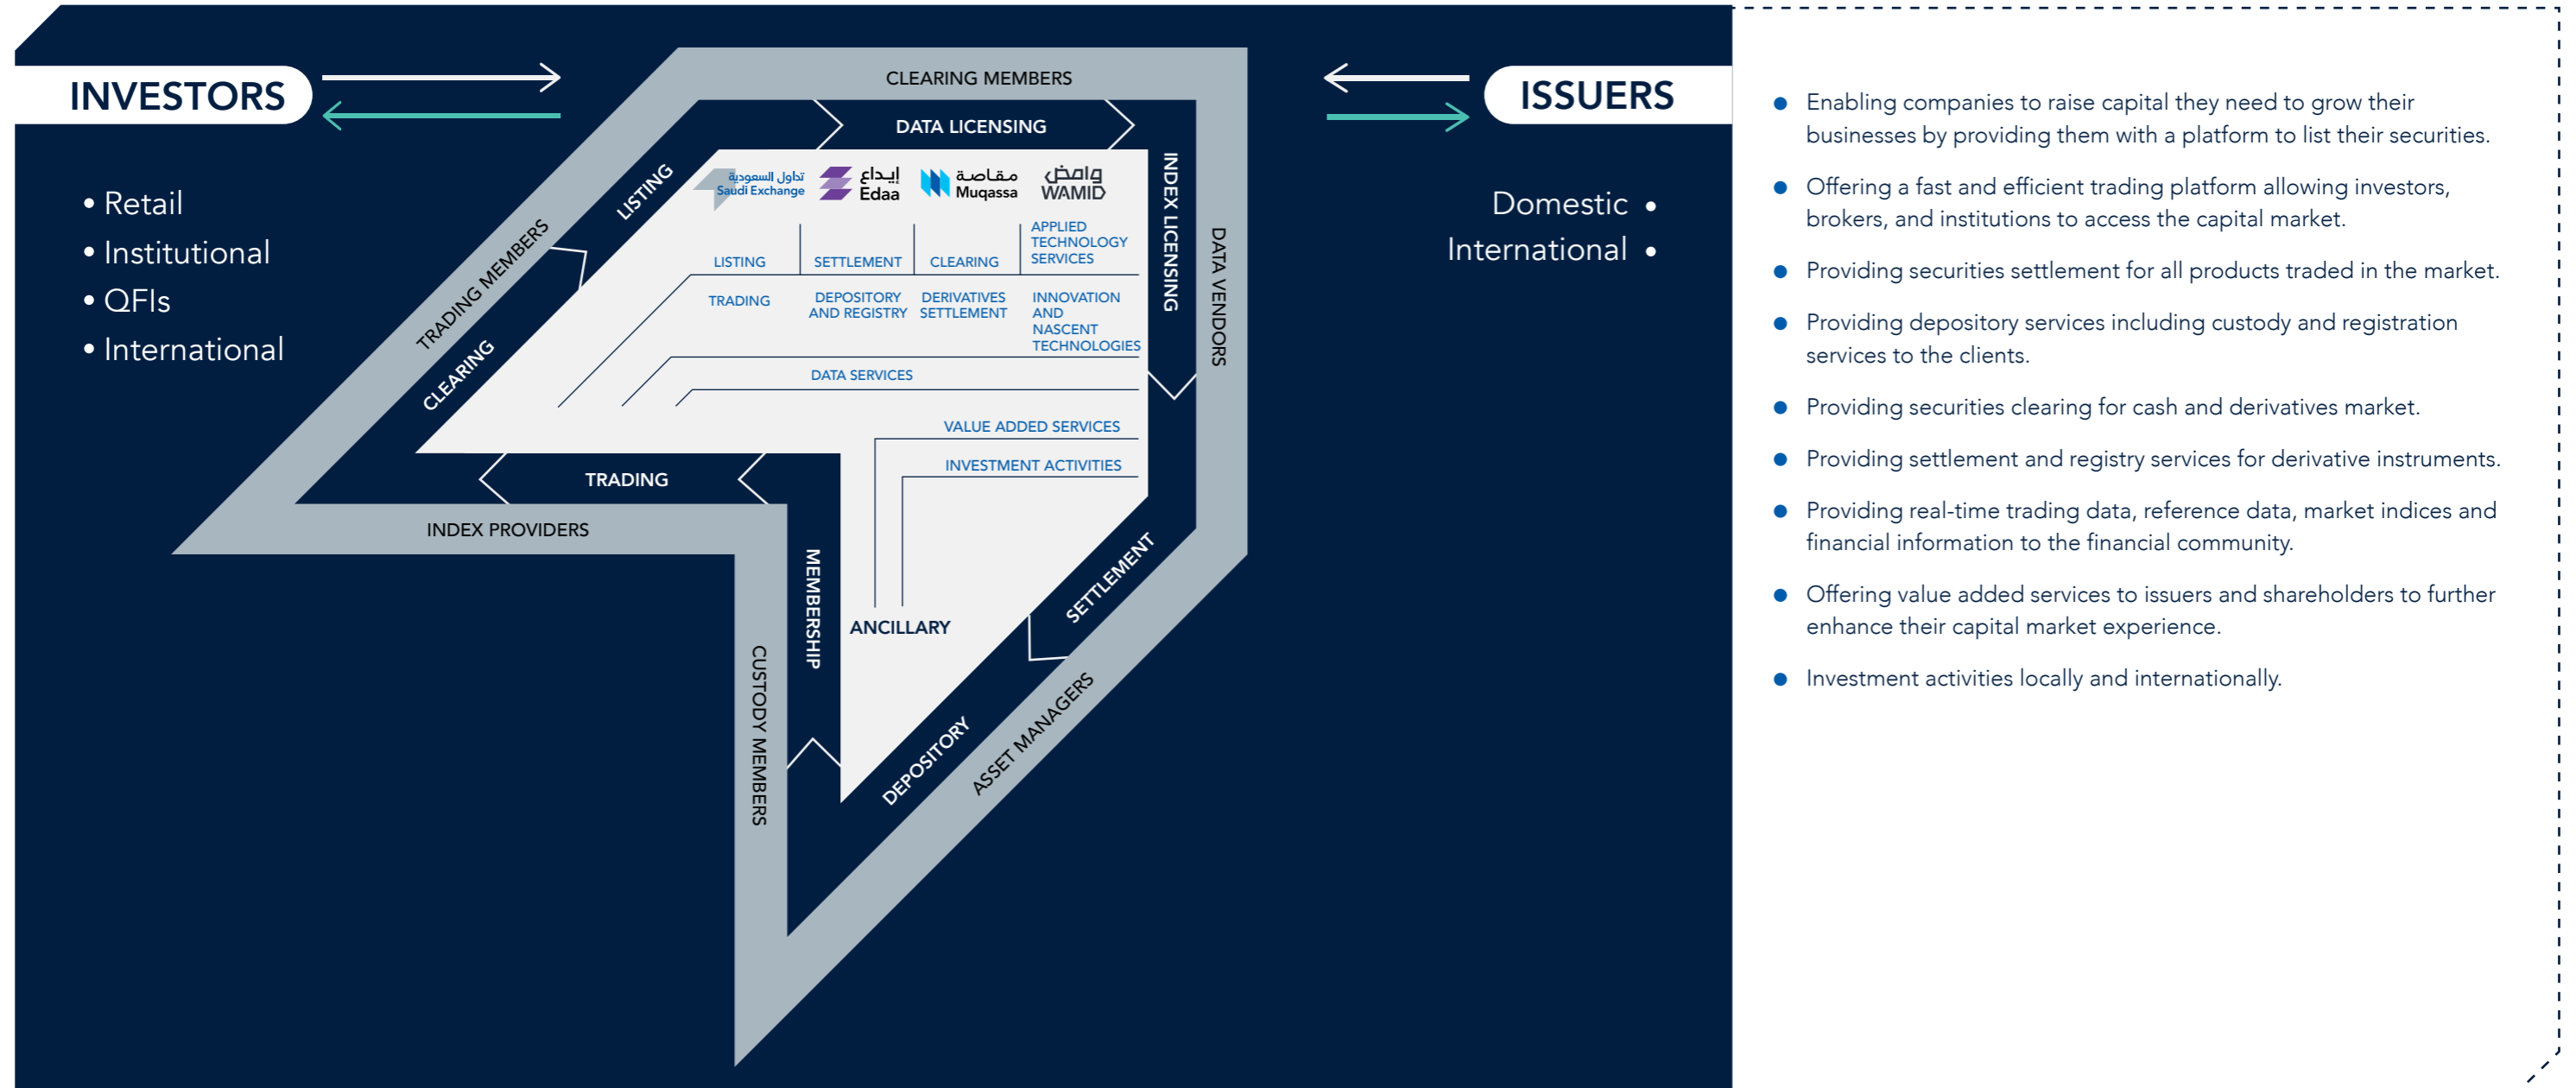 INVESTORS
• Retail
• Institutional
• QFIs
• International
CLEARING MEMBERS
TRADING MEMBERS
DATA VENDORS
INDEX PROVIDERS
CUSTODY MEMBERS
ASSET MANAGERS
DATA LICENSING
LISTING
INDEX LICENSING
CLEARING
TRADING
MEMBERSHIP
SETTLEMENT
DEPOSITORY
تداول السعودية
Saudi Exchange
إيداع
Edaa
مقاصة
Muqassa
وامض
WAMID
LISTING
SETTLEMENT
CLEARING
APPLIED
TECHNOLOGY
SERVICES
TRADING
DEPOSITORY
AND REGISTRY
DERIVATIVES
SETTLEMENT
INNOVATION
AND
NASCENT
TECHNOLOGIES
DATA SERVICES
VALUE ADDED SERVICES
INVESTMENT ACTIVITIES
ANCILLARY
ISSUERS
Domestic •
International •
• Enabling companies to raise capital they need to grow their
businesses by providing them with a platform to list their securities.
• Offering a fast and efficient trading platform allowing investors,
brokers, and institutions to access the capital market.
• Providing securities settlement for all products traded in the market.
• Providing depository services including custody and registration
services to the clients.
• Providing securities clearing for cash and derivatives market.
• Providing settlement and registry services for derivative instruments.
• Providing real-time trading data, reference data, market indices and
financial information to the financial community.
• Offering value added services to issuers and shareholders to further
enhance their capital market experience.
• Investment activities locally and internationally.